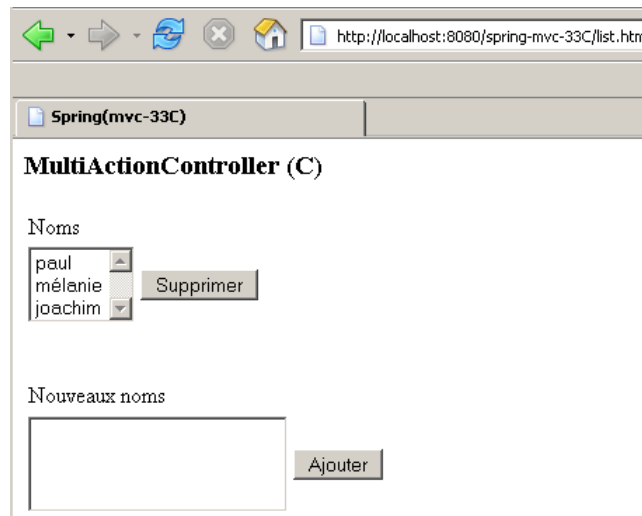 http://localhost:8080/spring-mvc-33C/list.htm
Spring(mvc-33C)
MultiActionController (C)
Noms
paul
mélanie
joachim
Supprimer
Nouveaux noms
Ajouter